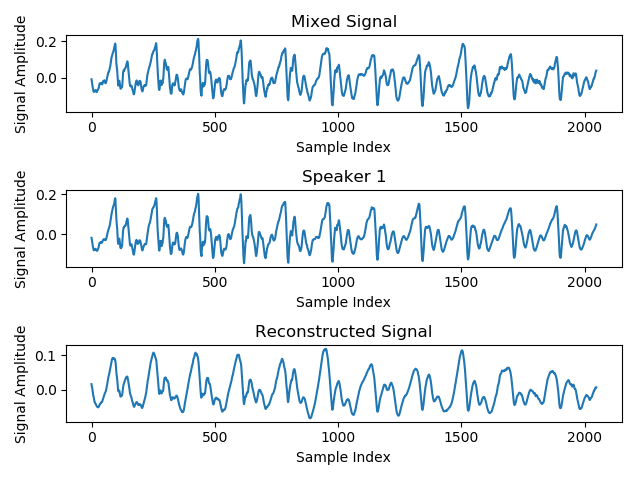 Mixed Signal
Signal Amplitude
0.2
0.0
0
500
1000
1500
2000
Sample Index
Speaker 1
Signal Amplitude
0.2
0.0
0
500
1000
1500
2000
Sample Index
Reconstructed Signal
Signal Amplitude
0.1
0.0
0
500
1000
1500
2000
Sample Index